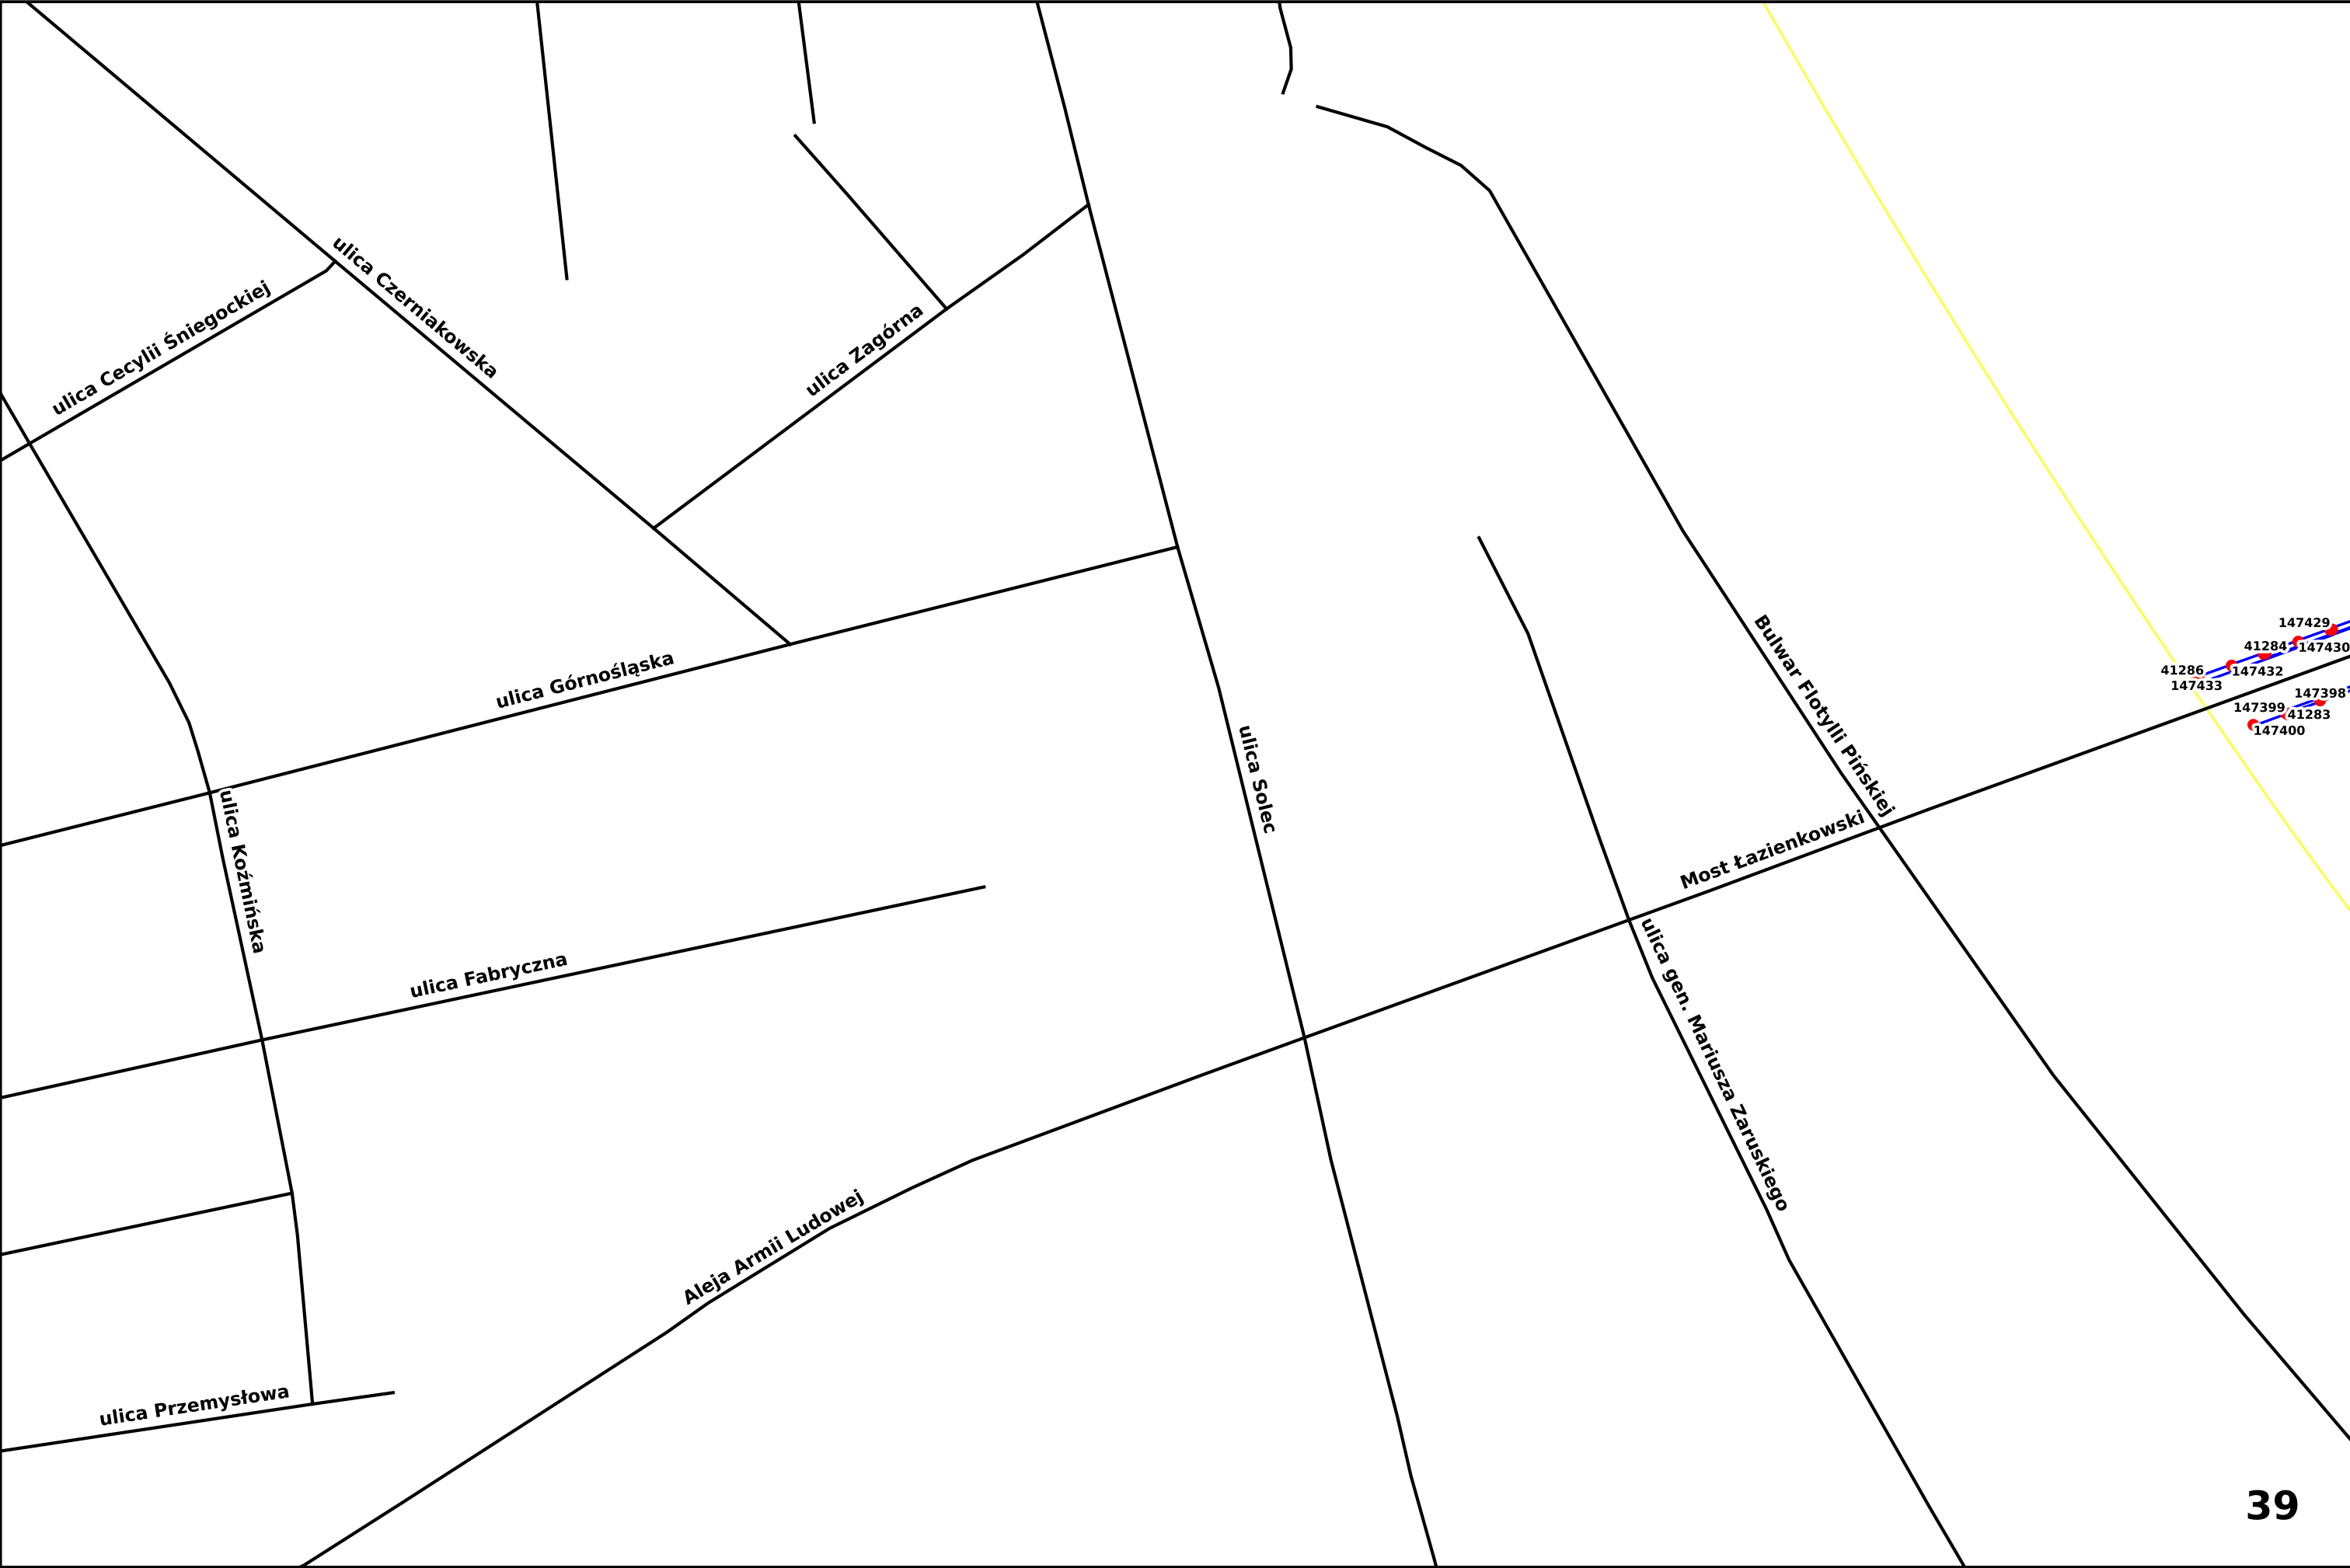 ulica Czerniakowska
ulica Cecylii Śniegockiej
ulica Zagórna
147429
41284
147430
41286
147432
147433
147398
147399
41283
147400
ulica Górnośląska
Bulwar Flotylli Pińskiej
ulica Solec
ulica Koźmińska
Most Łazienkowski
ulica Fabryczna
ulica gen. Mariusza Zaruskiego
Aleja Armii Ludowej
ulica Przemysłowa
39